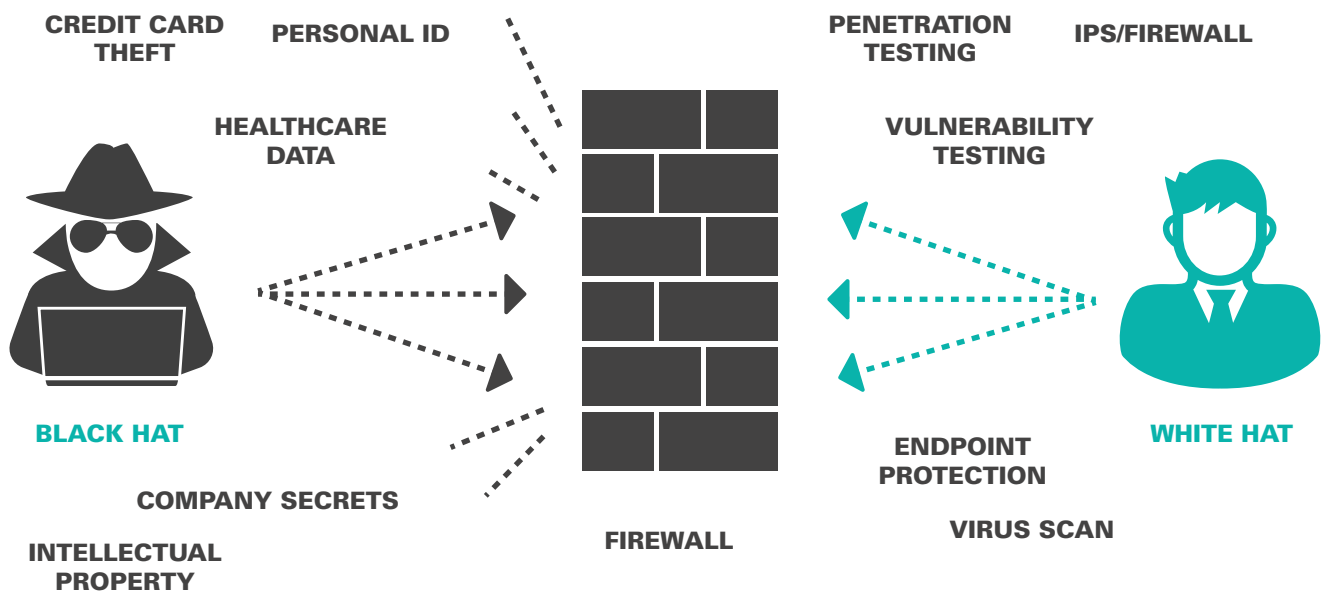 CREDIT CARD
THEFT
PERSONAL ID
HEALTHCARE
DATA
BLACK HAT
COMPANY SECRETS
INTELLECTUAL
PROPERTY
FIREWALL
PENETRATION
TESTING
IPS/FIREWALL
VULNERABILITY
TESTING
WHITE HAT
ENDPOINT
PROTECTION
VIRUS SCAN